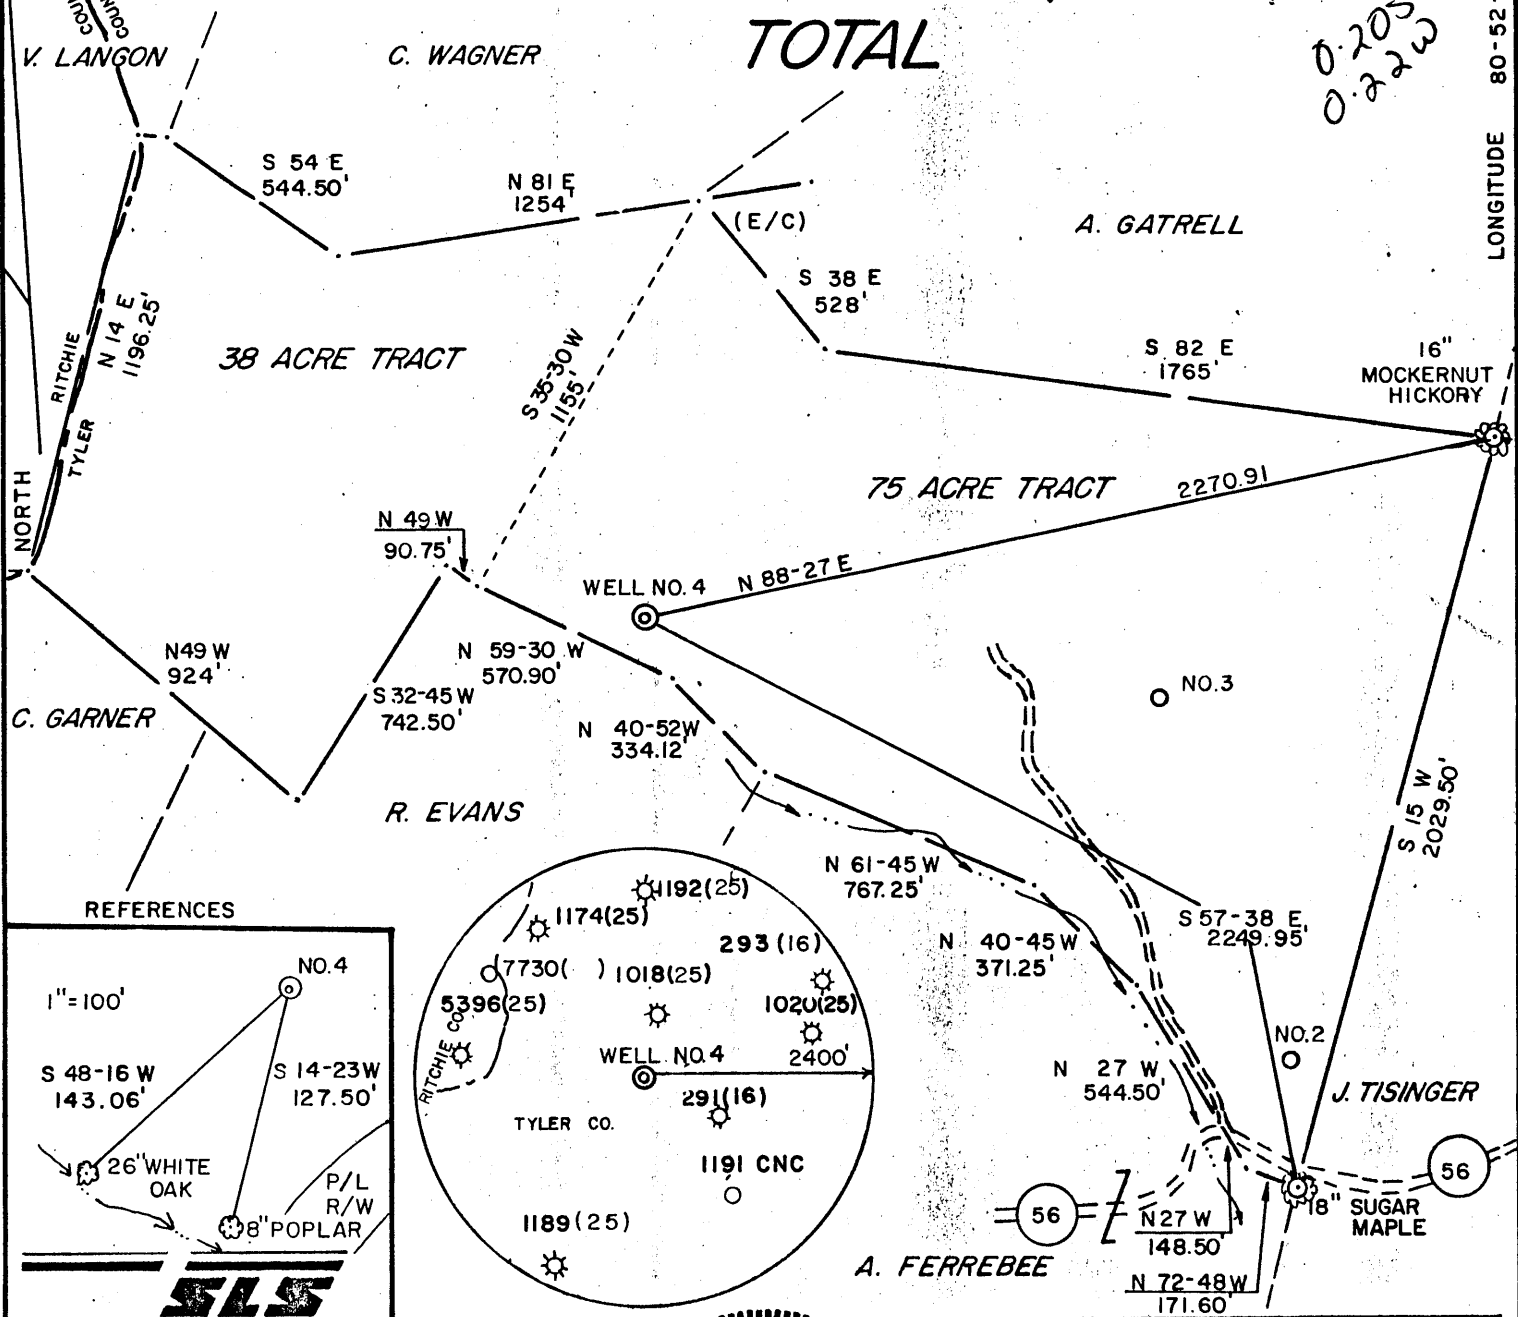 TOTAL
0.20S
0.22W
LONGITUDE 80-52-
V. LANGON
C. WAGNER
S 54 E
544.50'
N 81 E
1254'
(E/C)
A. GATRELL
S 38 E
528'
RITCHIE
TYLER
N 14 E
1196.25'
38 ACRE TRACT
S 35-30 W
1155'
S 82 E
1765'
16"
MOCKERNUT
HICKORY
NORTH
75 ACRE TRACT
2270.91
N 49 W
90.75'
WELL NO. 4
N 88-27 E
N49 W
924'
N 59-30 W
570.90'
S 32-45 W
742.50'
NO.3
C. GARNER
N 40-52W
334.12'
R. EVANS
S 15 W
2029.50'
N 61-45 W
767.25'
REFERENCES
1"=100'
NO.4
S 48-16 W
143.06'
S 14-23W
127.50'
26" WHITE
OAK
P/L
R/W
8" POPLAR
SLS
1192(25)
1174(25)
293 (16)
7730( )
1018(25)
5396(25)
1020(25)
RITCHIE CO.
WELL NO.4
2400'
291(16)
TYLER CO.
1191 CNC
1189(25)
S 57-38 E
2249.95'
N 40-45 W
371.25'
NO.2
N 27 W
544.50'
J. TISINGER
56
56
18" SUGAR
MAPLE
N 27 W
148.50'
A. FERREBEE
N 72-48 W
171.60'